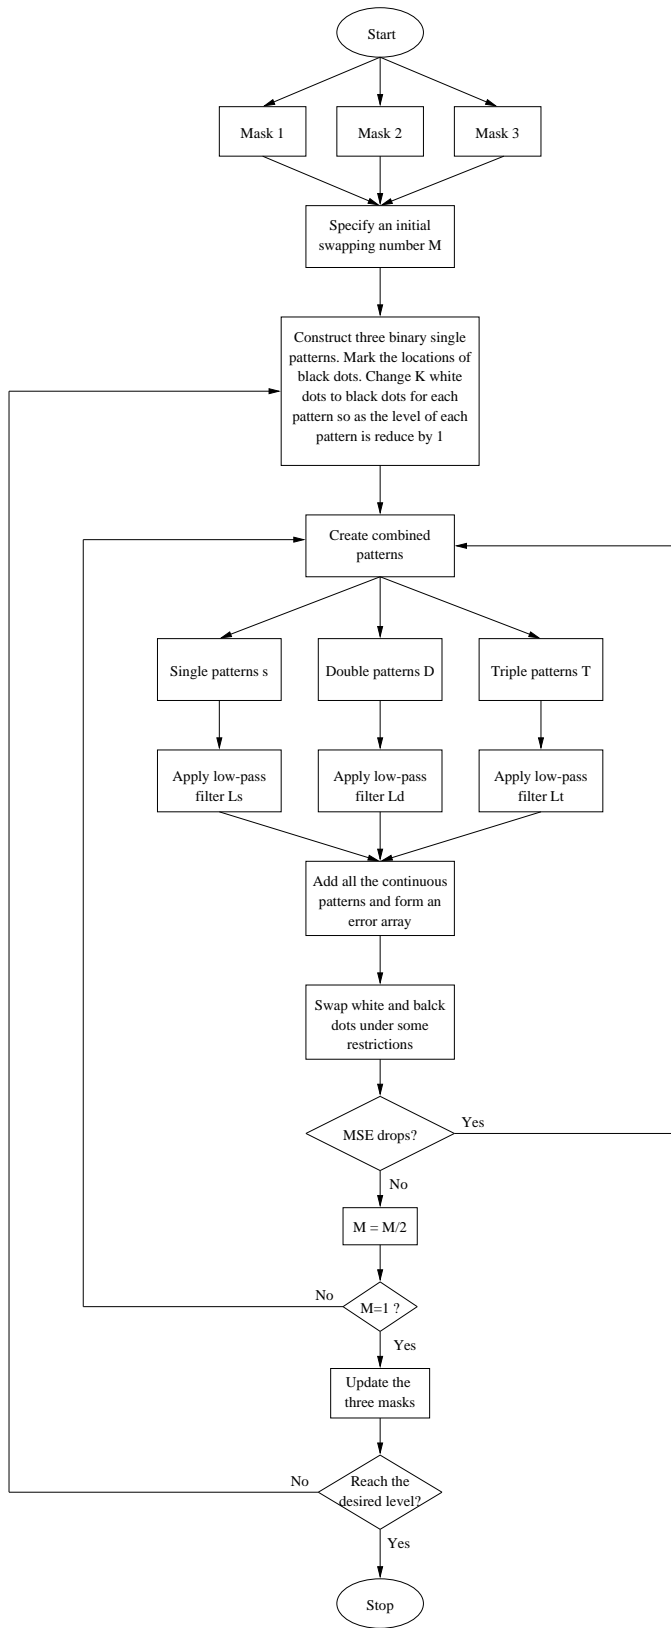 Start
Mask 1
Mask 2
Mask 3
Specify an initial
swapping number M
Construct three binary single
patterns. Mark the locations of
black dots. Change K white
dots to black dots for each
pattern so as the level of each
pattern is reduce by 1
Create combined
patterns
Single patterns s
Double patterns D
Triple patterns T
Apply low-pass
filter Ls
Apply low-pass
filter Ld
Apply low-pass
filter Lt
Add all the continuous
patterns and form an
error array
Swap white and balck
dots under some
restrictions
MSE drops?
Yes
No
M = M/2
No
M=1 ?
Yes
Update the
three masks
No
Reach the
desired level?
Yes
Stop